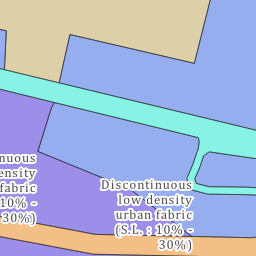 nuous
ensity
fabric
10% -
30%)
Discontinuous
low density
urban fabric
(S.L. : 10% -
30%)